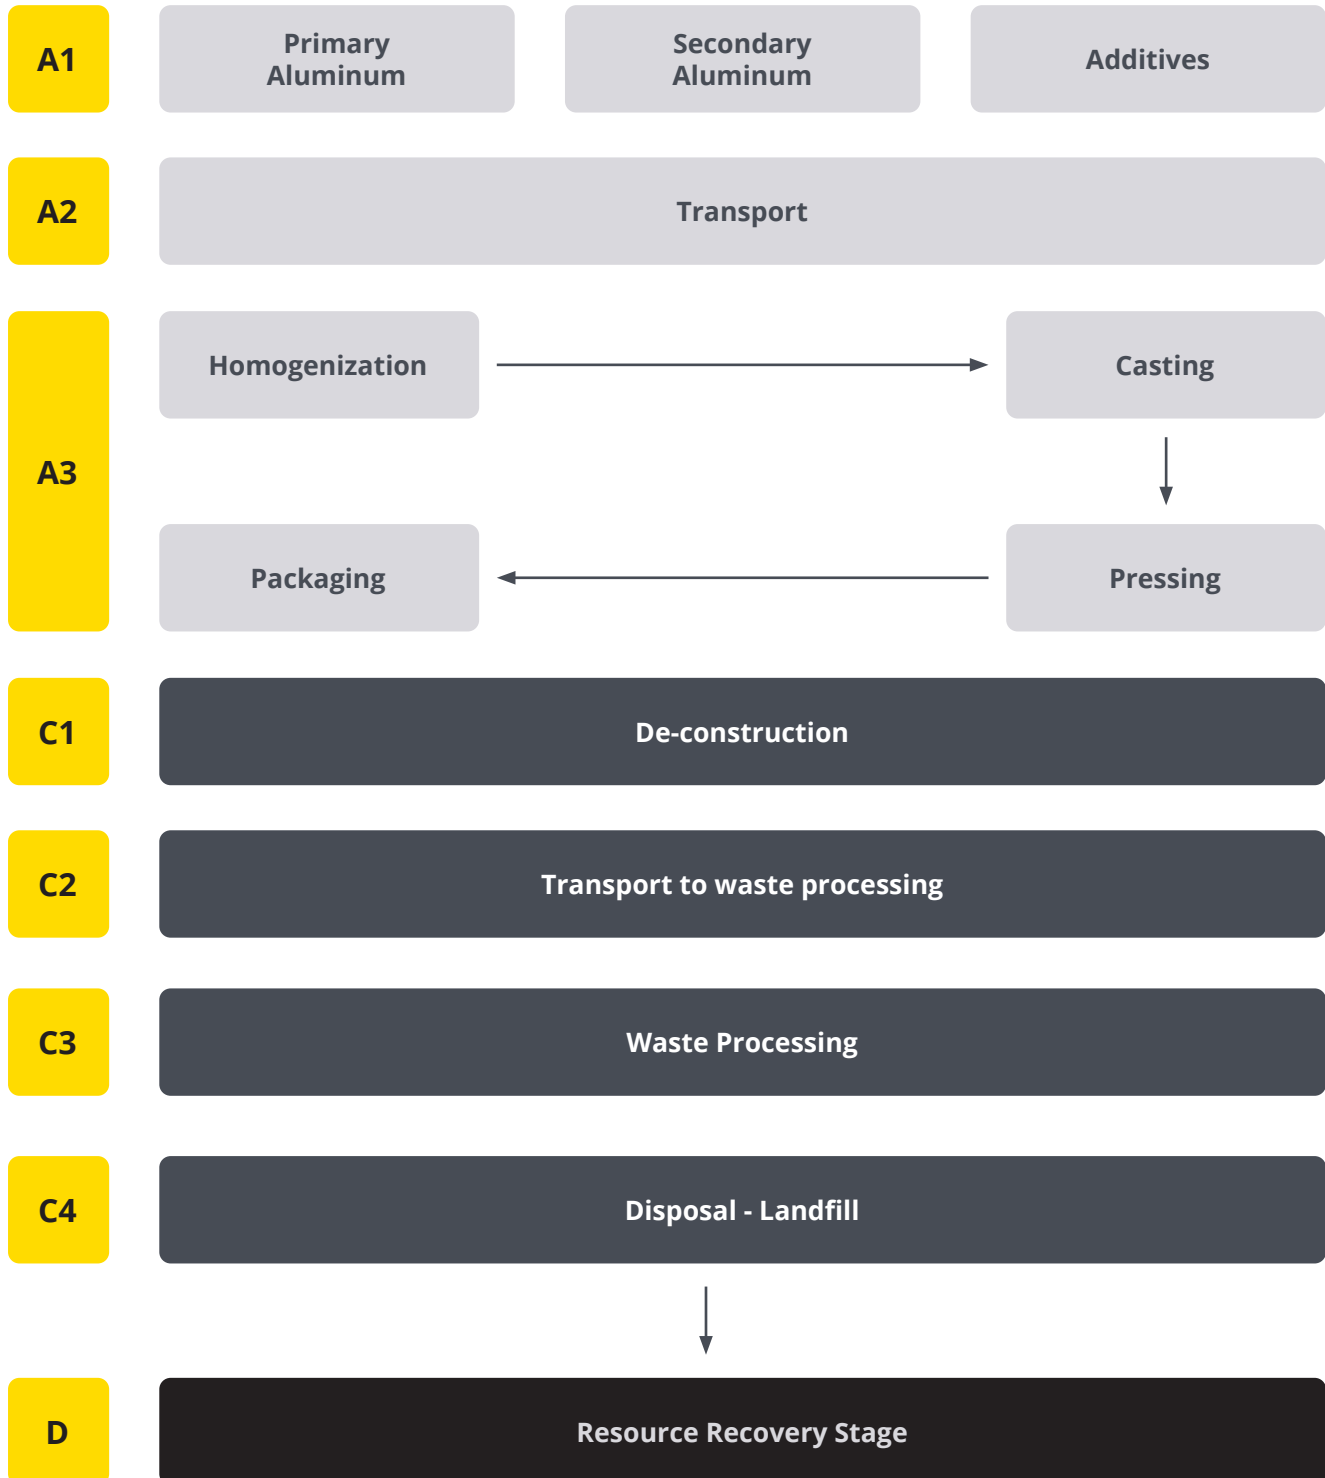 A1
Primary
Aluminum
Secondary
Aluminum
Additives
A2
Transport
A3
Homogenization
Casting
Packaging
Pressing
C1
De-construction
C2
Transport to waste processing
C3
Waste Processing
C4
Disposal - Landfill
D
Resource Recovery Stage